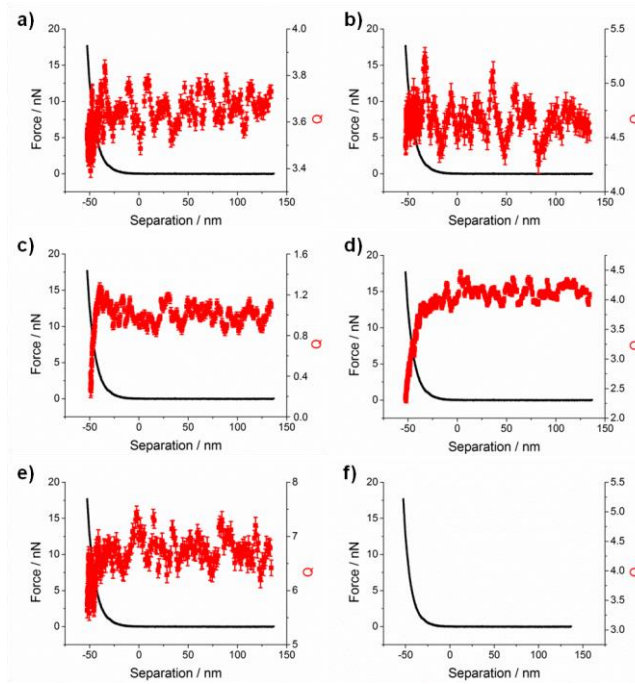 a)
20
15
10
5
0
Force / nN
-50 0 50 100 150
Separation / nm
4.0
3.8
3.6
3.4
Q
b)
20
15
10
5
0
Force / nN
-50 0 50 100 150
Separation / nm
5.5
5.0
4.5
4.0
Q
c)
20
15
10
5
0
Force / nN
-50 0 50 100 150
Separation / nm
1.6
1.2
0.8
0.4
0.0
Q
d)
20
15
10
5
0
Force / nN
-50 0 50 100 150
Separation / nm
4.5
4.0
3.5
3.0
2.5
2.0
Q
e)
20
15
10
5
0
Force / nN
-50 0 50 100 150
Separation / nm
8
7
6
5
Q
f)
20
15
10
5
0
Force / nN
-50 0 50 100 150
Separation / nm
5.5
5.0
4.5
4.0
3.5
3.0
Q